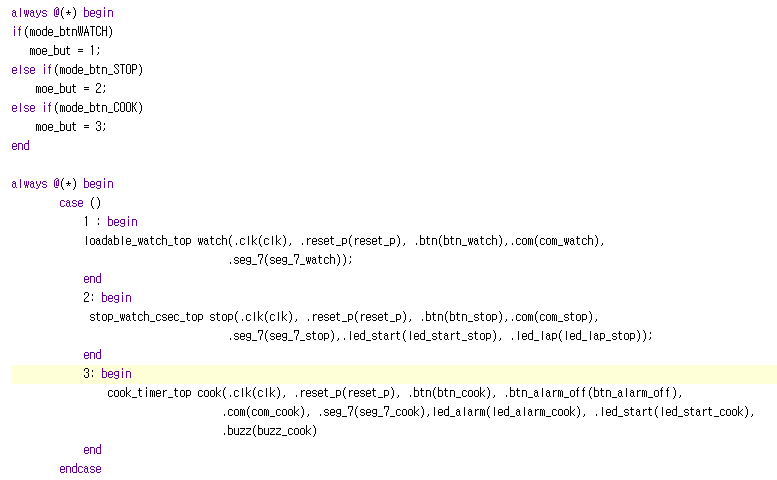 always @(*) begin
if(mode_btnWATCH)
moe_but = 1;
else if(mode_btn_STOP)
moe_but = 2;
else if(mode_btn_COOK)
moe_but = 3;
end
always @(*) begin
case ()
1 : begin
loadable_watch_top watch(.clk(clk), .reset_p(reset_p), .btn(btn_watch),.com(com_watch),
.seg_7(seg_7_watch));
end
2: begin
stop_watch_csec_top stop(.clk(clk), .reset_p(reset_p), .btn(btn_stop),.com(com_stop),
.seg_7(seg_7_stop),.led_start(led_start_stop), .led_lap(led_lap_stop));
end
3: begin
cook_timer_top cook(.clk(clk), .reset_p(reset_p), .btn(btn_cook), .btn_alarm_off(btn_alarm_off),
.com(com_cook), .seg_7(seg_7_cook),led_alarm(led_alarm_cook), .led_start(led_start_cook),
.buzz(buzz_cook)
end
endcase